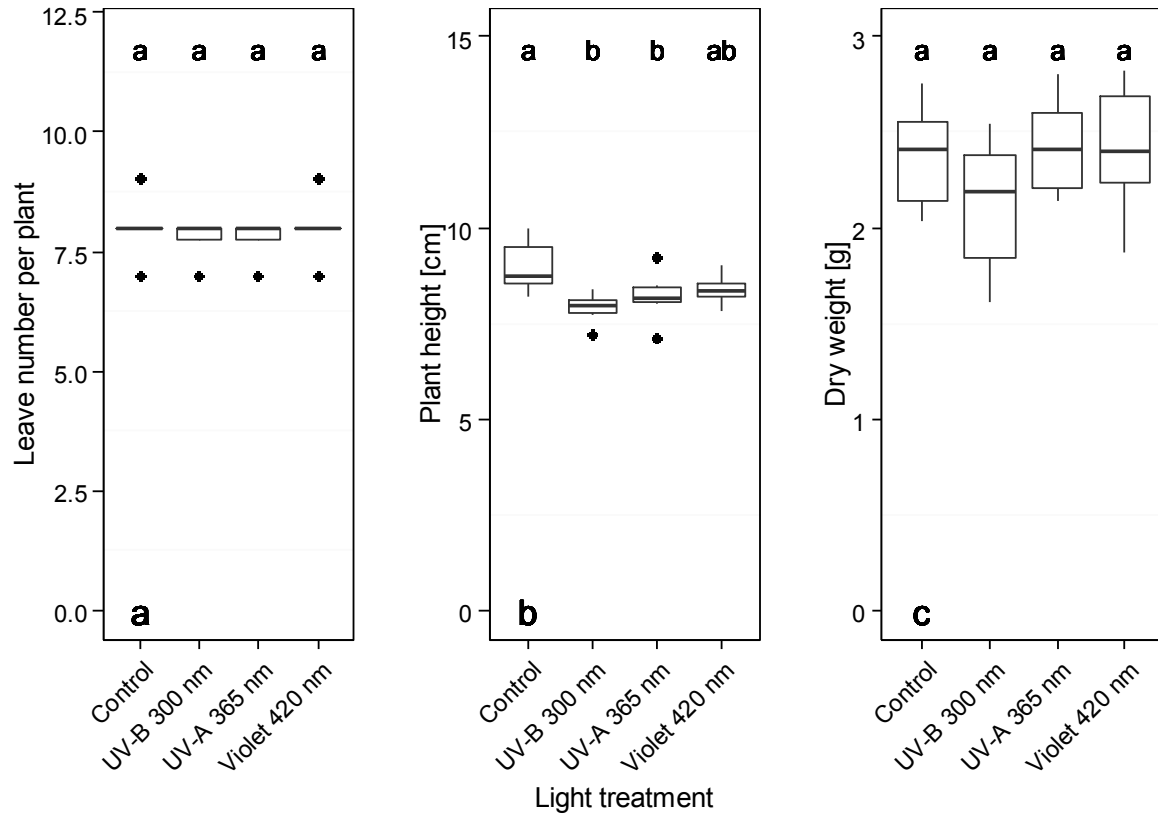 Leave number per plant
12.5
10.0
7.5
5.0
2.5
0.0
a a a a
a
Control
UV-B 300 nm
UV-A 365 nm
Violet 420 nm
Plant height [cm]
15
10
5
0
a b b ab
b
Control
UV-B 300 nm
UV-A 365 nm
Violet 420 nm
Dry weight [g]
3
2
1
0
a a a a
c
Control
UV-B 300 nm
UV-A 365 nm
Violet 420 nm
Light treatment